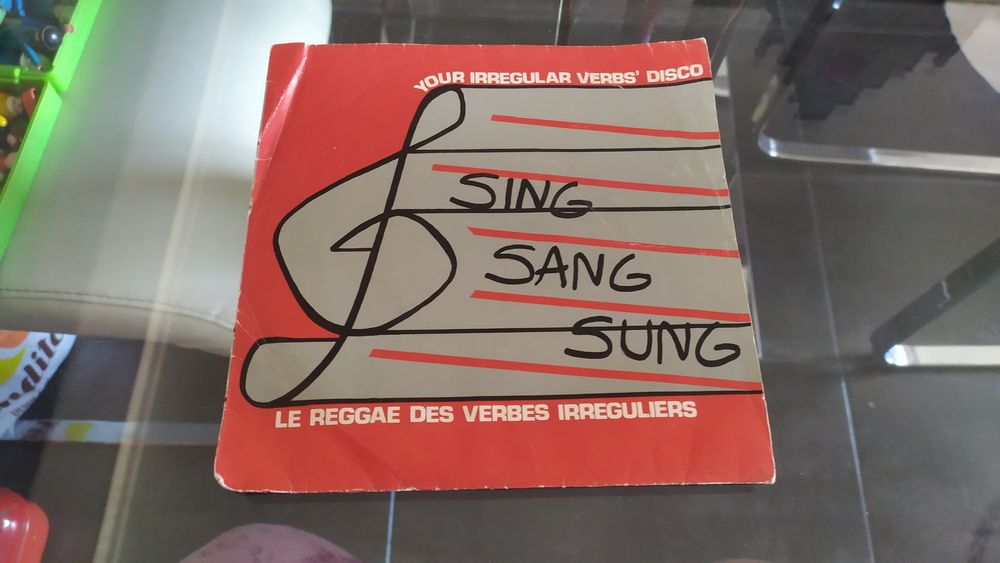 YOUR IRREGULAR VERBS' DISCO
SING
SANG
SUNG
LE REGGAE DES VERBES IRREGULIERS